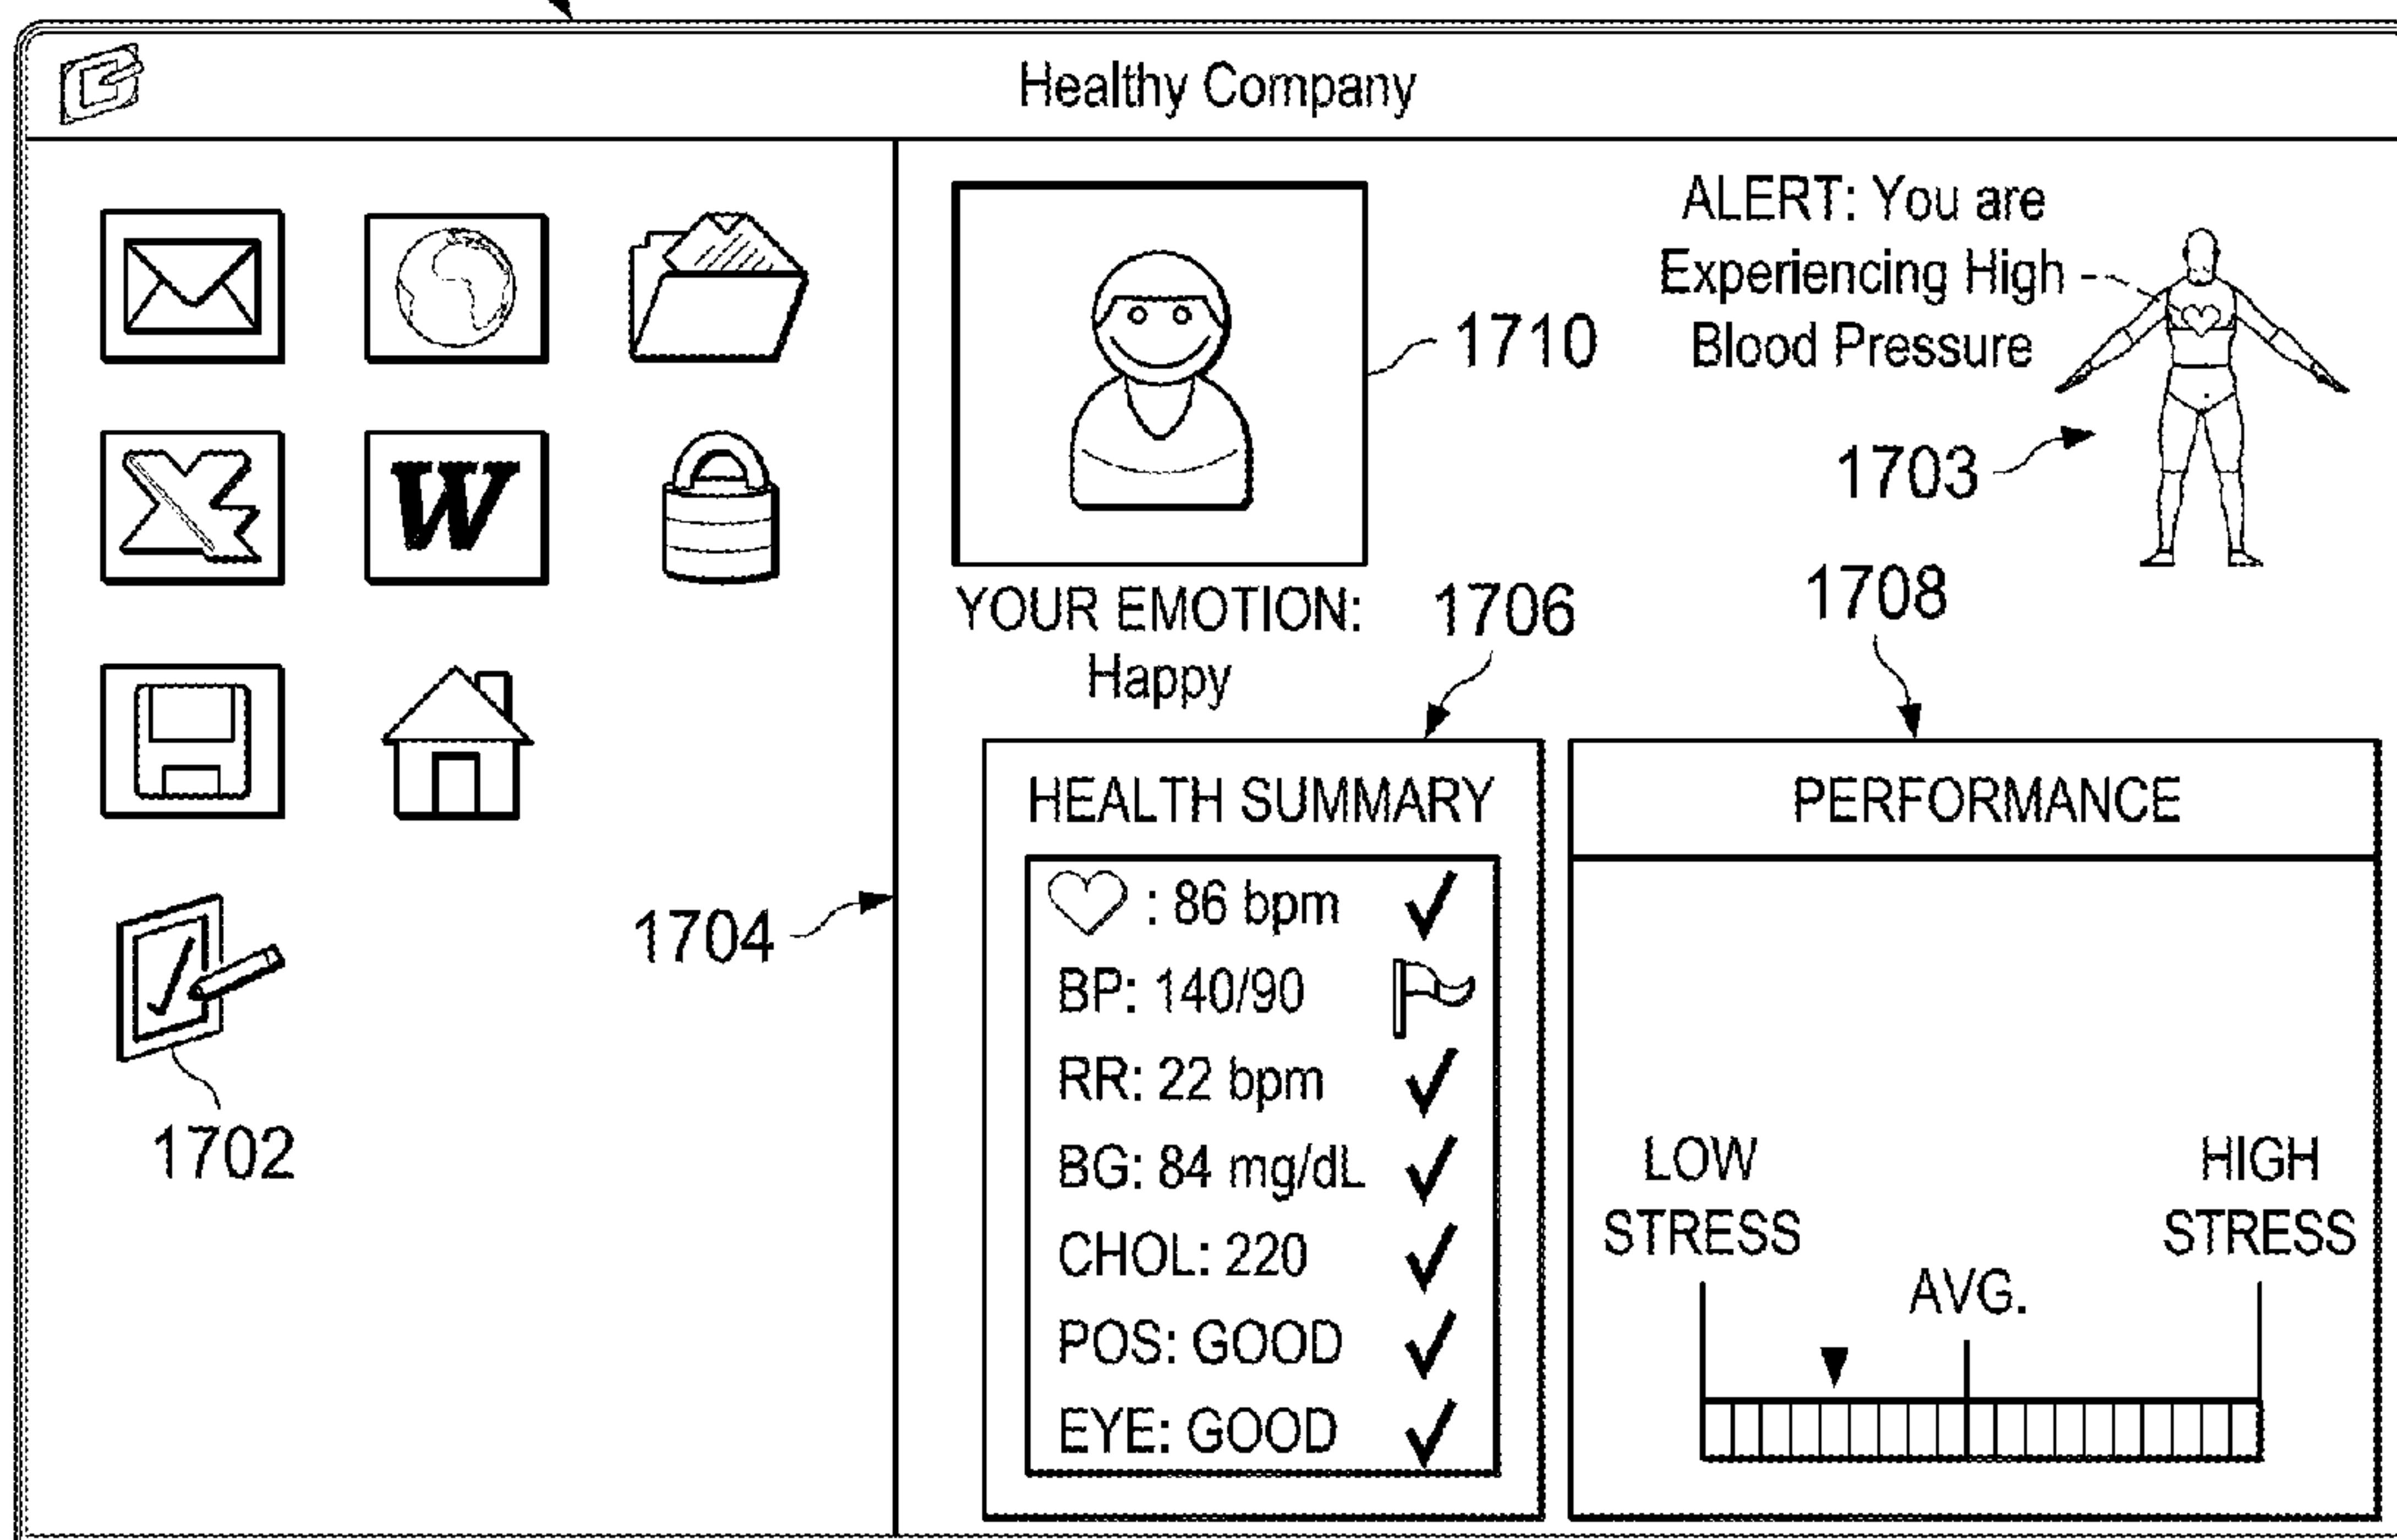 Healthy Company
W
1702
1704
1710
YOUR EMOTION:
Happy
ALERT: You are
Experiencing High
Blood Pressure
1703
1706
1708
HEALTH SUMMARY
: 86 bpm
BP: 140/90
RR: 22 bpm
BG: 84 mg/dL
CHOL: 220
POS: GOOD
EYE: GOOD
PERFORMANCE
LOW
STRESS
AVG.
HIGH
STRESS